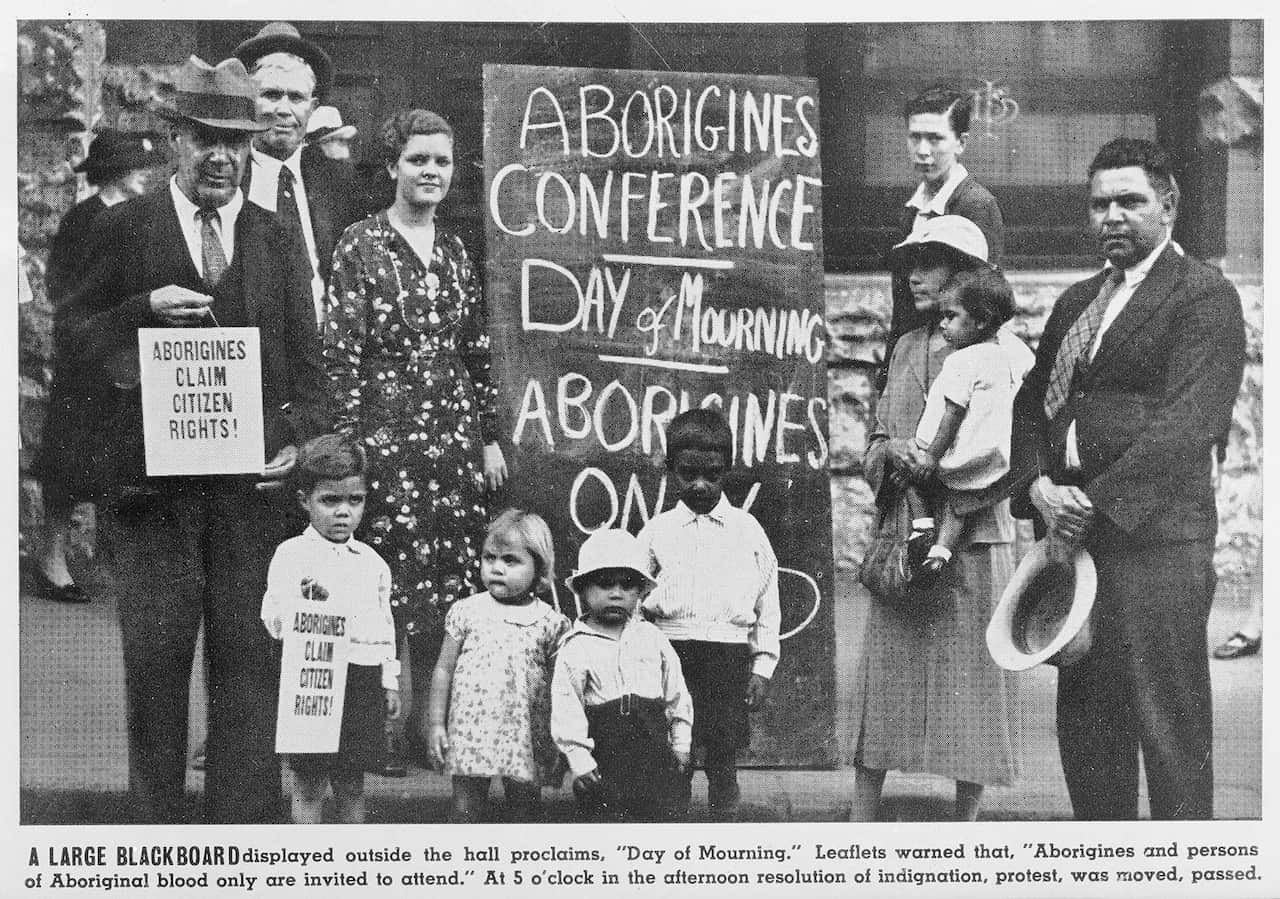 ABORIGINES
CONFERENCE
DAY of MOURNING
ABORIGINES
ABORIGINES
CLAIM
CITIZEN
RIGHTS!
ABORIGINES
CLAIM
CITIZEN
RIGHTS!
A LARGE BLACKBOARD displayed outside the hall proclaims, "Day of Mourning." Leaflets warned that, "Aborigines and persons
of Aboriginal blood only are invited to attend." At 5 o'clock in the afternoon resolution of indignation, protest, was moved, passed.